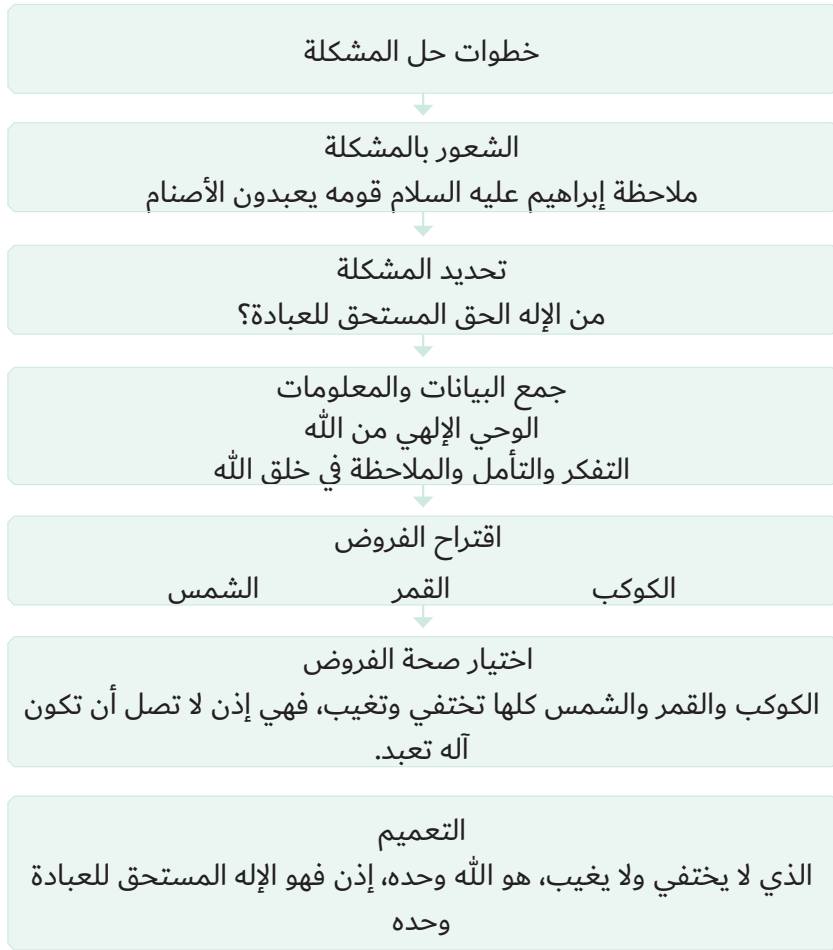 خطوات حل المشكلة
الشعور بالمشكلة
ملاحظة إبراهيم عليه السلام قومه يعبدون الأصنام
تحديد المشكلة
من الإله الحق المستحق للعبادة؟
جمع البيانات والمعلومات
الوحي الإلهي من الله
التفكر والتأمل والملاحظة في خلق الله
اقتراح الفروض
الكوكب القمر الشمس
اختيار صحة الفروض
الكوكب والقمر والشمس كلها تختفي وتغيب، فهي إذن لا تصل أن تكون
آله تعبد.
التعميم
الذي لا يختفي ولا يغيب، هو الله وحده، إذن فهو الإله المستحق للعبادة
وحده